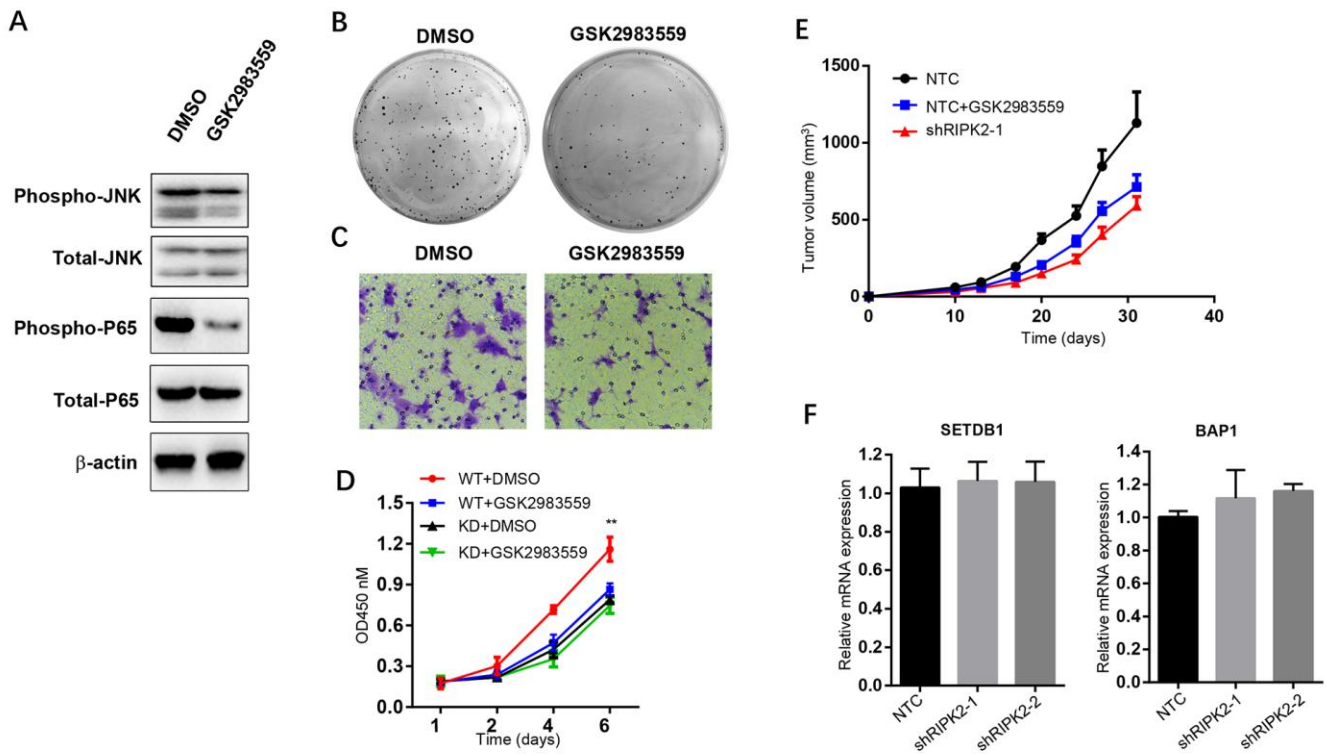 A
DMSO
GSK2983559
Phospho-JNK
Total-JNK
Phospho-P65
Total-P65
β-actin
B
DMSO
GSK2983559
C
DMSO
GSK2983559
D
WT+DMSO
WT+GSK2983559
KD+DMSO
KD+GSK2983559
**
OD450 nM
1.5
1.2
0.9
0.6
0.3
0.0
1
2
4
6
Time (days)
E
NTC
NTC+GSK2983559
shRIPK2-1
Tumor volume (mm³)
1500
1000
500
0
0
10
20
30
40
Time (days)
F
SETDB1
Relative mRNA expression
1.2
1.0
0.8
0.6
0.4
0.2
0.0
NTC
shRIPK2-1
shRIPK2-2
BAP1
Relative mRNA expression
1.4
1.2
1.0
0.8
0.6
0.4
0.2
0.0
NTC
shRIPK2-1
shRIPK2-2